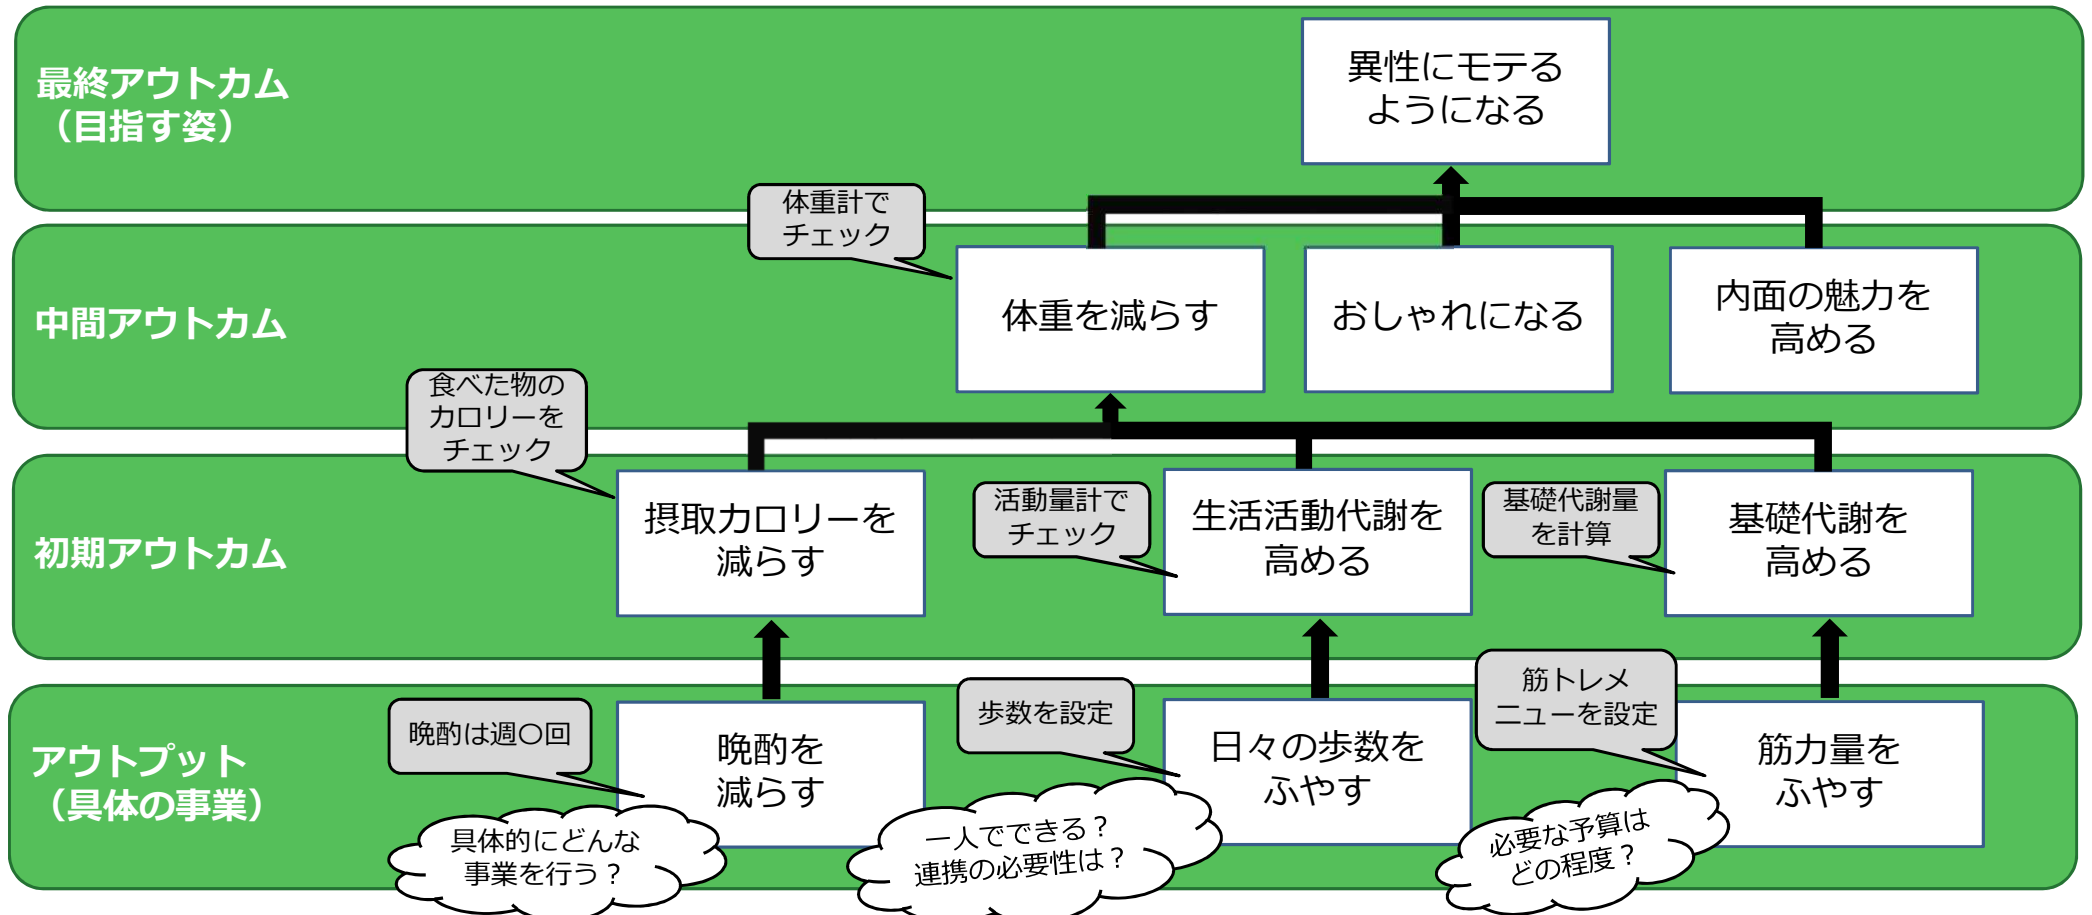 最終アウトカム
（目指す姿）
異性にモテる
ようになる
体重計で
チェック
中間アウトカム
体重を減らす
おしゃれになる
内面の魅力を
高める
食べた物の
カロリーを
チェック
初期アウトカム
摂取カロリーを
減らす
活動量計で
チェック
生活活動代謝を
高める
基礎代謝量
を計算
基礎代謝を
高める
アウトプット
（具体の事業）
晩酌は週〇回
晩酌を
減らす
歩数を設定
日々の歩数を
ふやす
筋トレメ
ニューを設定
筋力量を
ふやす
具体的にどんな
事業を行う？
一人でできる？
連携の必要性は？
必要な予算は
どの程度？